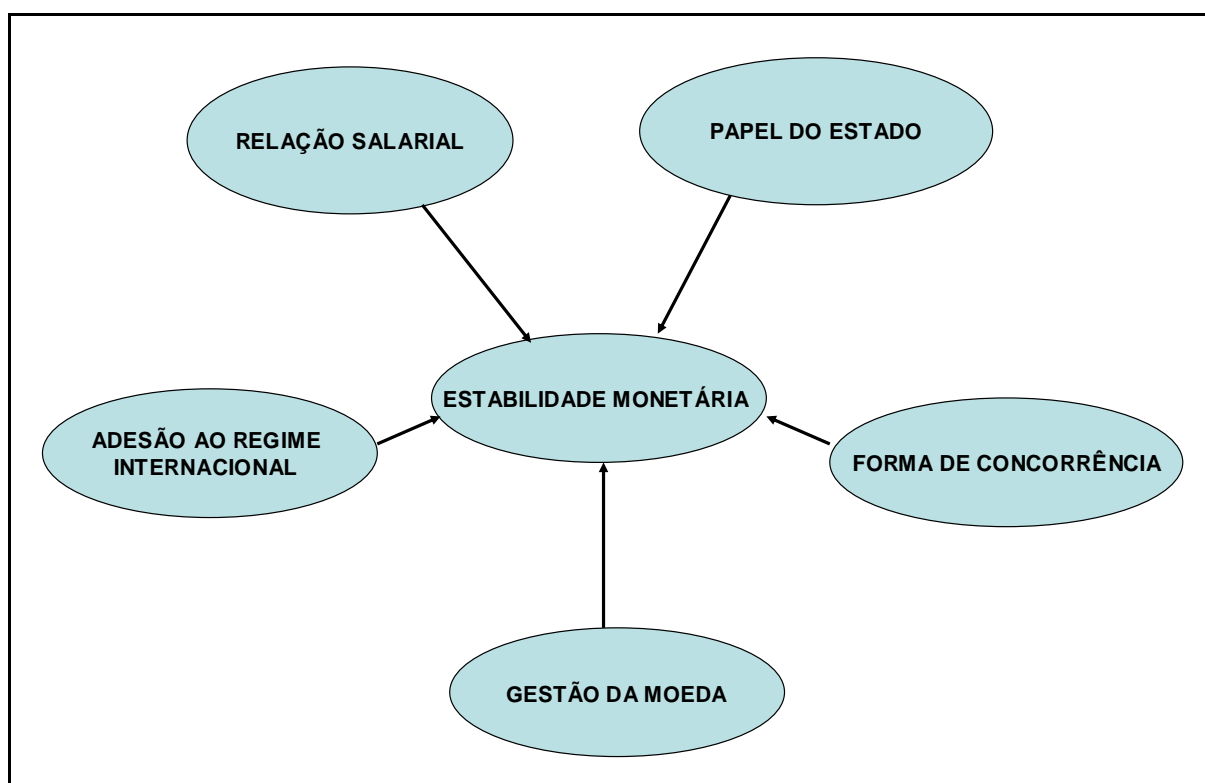 RELAÇÃO SALARIAL
PAPEL DO ESTADO
ESTABILIDADE MONETÁRIA
ADESÃO AO REGIME
INTERNACIONAL
FORMA DE CONCORRÊNCIA
GESTÃO DA MOEDA